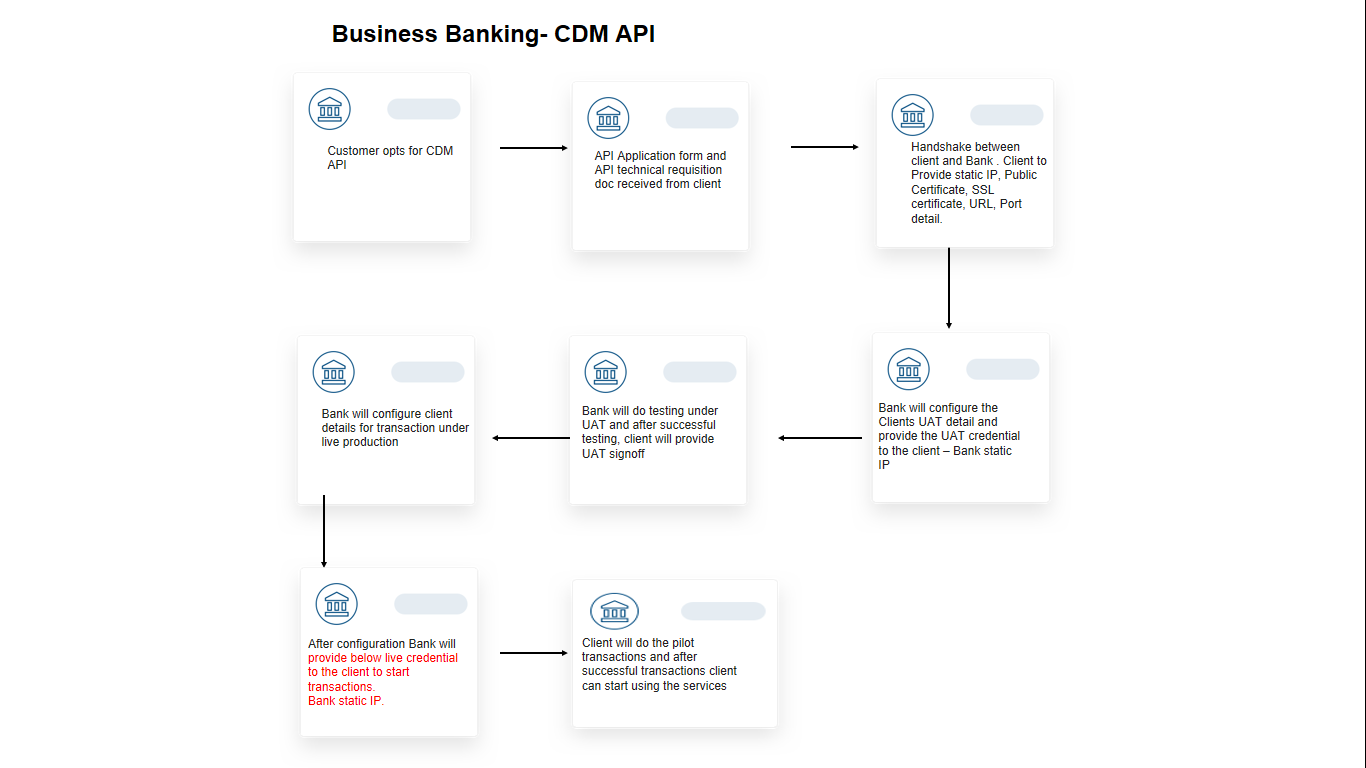 Business Banking- CDM API
Customer opts for CDM
API
API Application form and
API technical requisition
doc received from client
Handshake between
client and Bank . Client to
Provide static IP, Public
Certificate, SSL
certificate, URL, Port
detail.
Bank will configure the
Clients UAT detail and
provide the UAT credential
to the client – Bank static
IP
Bank will do testing under
UAT and after successful
testing, client will provide
UAT signoff
Bank will configure client
details for transaction under
live production
After configuration Bank will
provide below live credential
to the client to start
transactions.
Bank static IP.
Client will do the pilot
transactions and after
successful transactions client
can start using the services